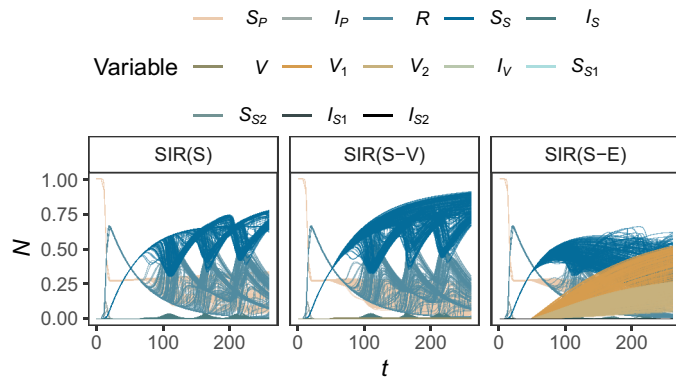 S_P I_P R S_S I_S
Variable V V_1 V_2 I_V S_S1
S_S2 I_S1 I_S2
SIR(S) SIR(S−V) SIR(S−E)
1.00
0.75
0.50
0.25
0.00
N
0 100 200 0 100 200 0 100 200
t